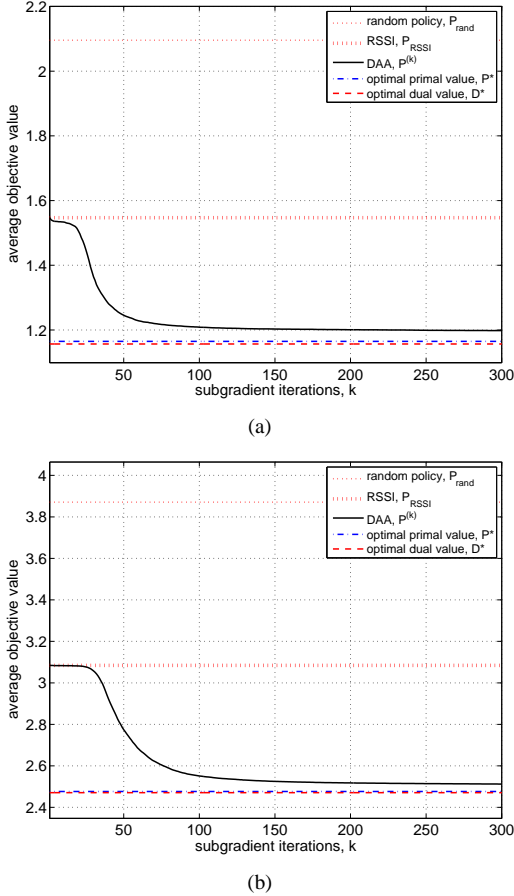 2.2
2
1.8
1.6
1.4
1.2
average objective value
random policy, P_rand
RSSI, P_RSSI
DAA, P^(k)
optimal primal value, P*
optimal dual value, D*
50 100 150 200 250 300
subgradient iterations, k
(a)
4
3.8
3.6
3.4
3.2
3
2.8
2.6
2.4
average objective value
random policy, P_rand
RSSI, P_RSSI
DAA, P^(k)
optimal primal value, P*
optimal dual value, D*
50 100 150 200 250 300
subgradient iterations, k
(b)